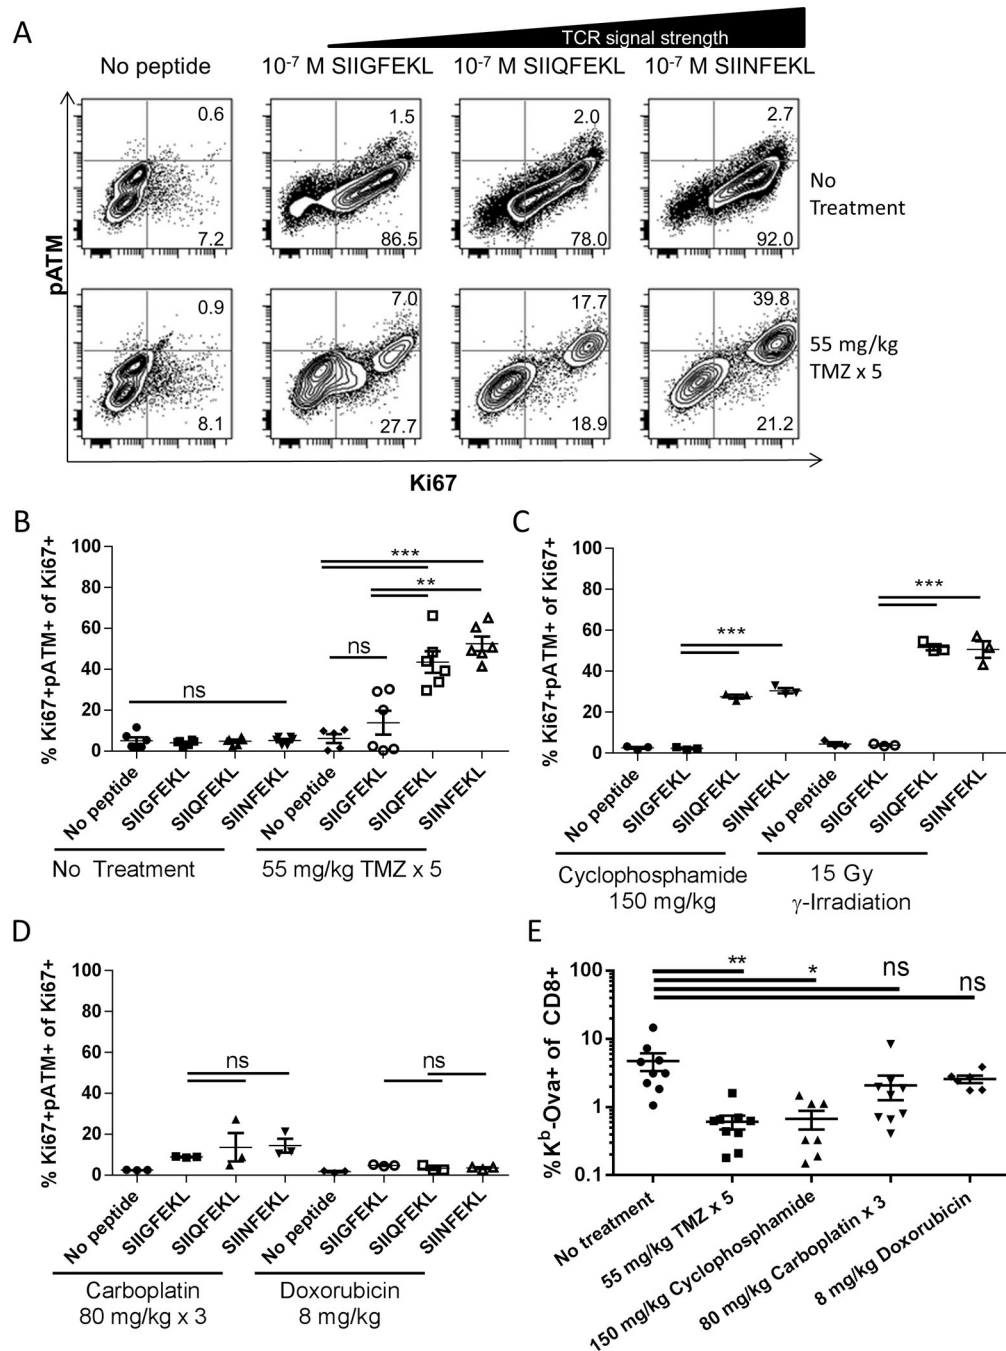 A
TCR signal strength
No peptide
10-7 M SIIGFEKL
10-7 M SIIQFEKL
10-7 M SIINFEKL
0.6
1.5
2.0
2.7
No
Treatment
7.2
86.5
78.0
92.0
pATM
0.9
7.0
17.7
39.8
55 mg/kg
TMZ x 5
8.1
27.7
18.9
21.2
Ki67
B
% Ki67+pATM+ of Ki67+
100
80
60
40
20
0
ns
ns
***
**
No peptide
SIIGFEKL
SIIQFEKL
SIINFEKL
No peptide
SIIGFEKL
SIIQFEKL
SIINFEKL
No Treatment
55 mg/kg TMZ x 5
C
% Ki67+pATM+ of Ki67+
100
80
60
40
20
0
***
***
No peptide
SIIGFEKL
SIIQFEKL
SIINFEKL
No peptide
SIIGFEKL
SIIQFEKL
SIINFEKL
Cyclophosphamide
150 mg/kg
15 Gy
γ-Irradiation
D
% Ki67+pATM+ of Ki67+
100
80
60
40
20
0
ns
ns
No peptide
SIIGFEKL
SIIQFEKL
SIINFEKL
No peptide
SIIGFEKL
SIIQFEKL
SIINFEKL
Carboplatin
80 mg/kg x 3
Doxorubicin
8 mg/kg
E
%Kb-Ova+ of CD8+
100
10
1
0.1
**
*
ns
ns
No treatment
55 mg/kg TMZ x 5
150 mg/kg Cyclophosphamide
80 mg/kg Carboplatin x 3
8 mg/kg Doxorubicin